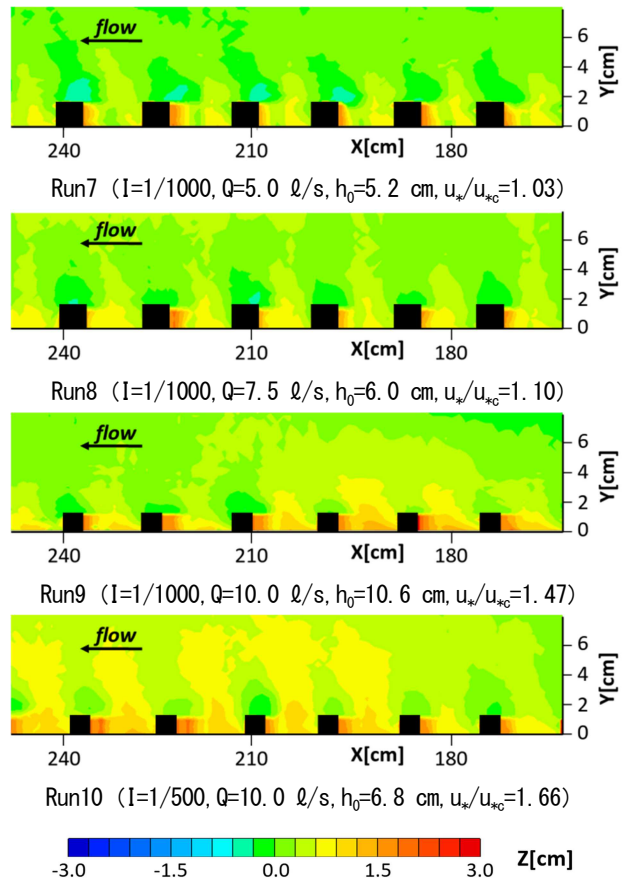 flow
6
4
2
0
Y[cm]
240 210 X[cm] 180
Run7 (I=1/1000, Q=5.0 ℓ/s, h₀=5.2 cm, u*/u*c=1.03)
flow
6
4
2
0
Y[cm]
240 210 X[cm] 180
Run8 (I=1/1000, Q=7.5 ℓ/s, h₀=6.0 cm, u*/u*c=1.10)
flow
6
4
2
0
Y[cm]
240 210 X[cm] 180
Run9 (I=1/1000, Q=10.0 ℓ/s, h₀=10.6 cm, u*/u*c=1.47)
flow
6
4
2
0
Y[cm]
240 210 X[cm] 180
Run10 (I=1/500, Q=10.0 ℓ/s, h₀=6.8 cm, u*/u*c=1.66)
-3.0 -1.5 0.0 1.5 3.0 Z[cm]